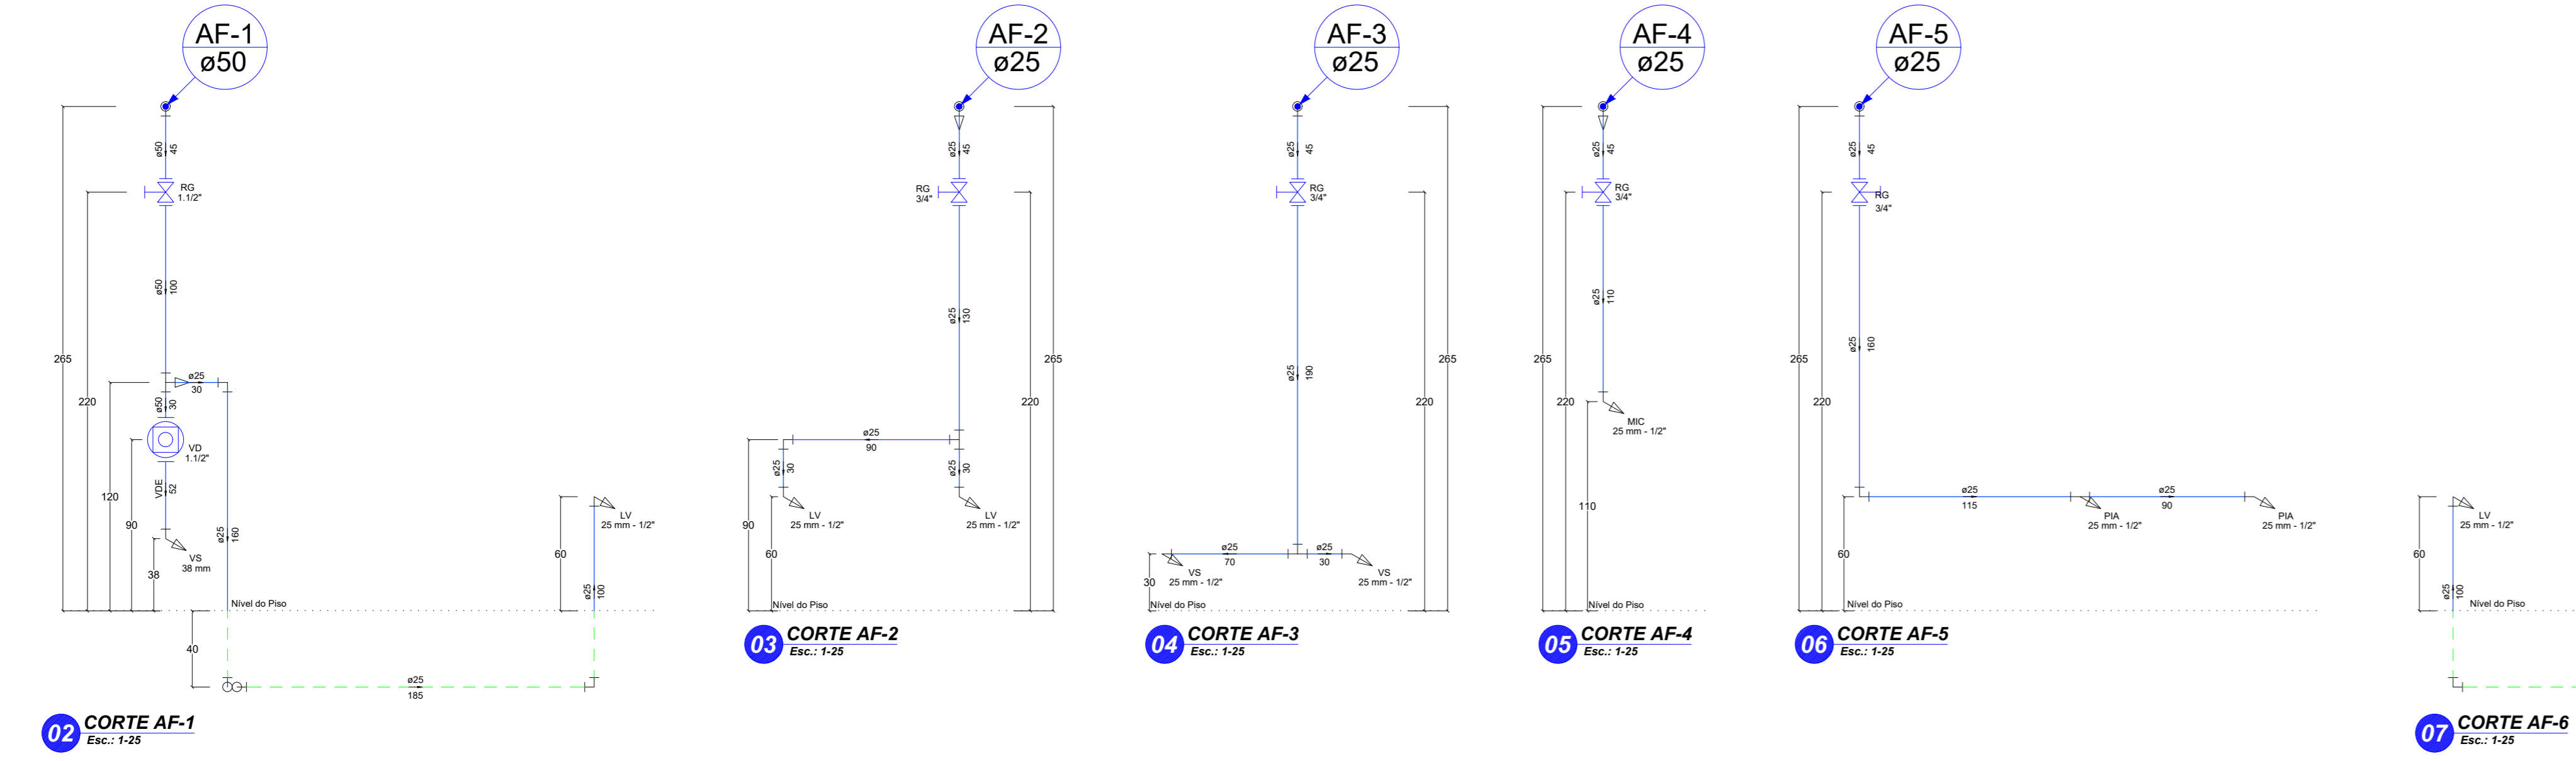 AF-1
ø50
265
220
120
90
38
ø50
45
RG
1.1/2"
ø50
100
ø25
30
ø50
30
VD
1.1/2"
VDE
52
VS
38 mm
ø25
160
Nível do Piso
40
ø25
185
60
ø25
100
LV
25 mm - 1/2"
02
CORTE AF-1
Esc.: 1-25
AF-2
ø25
ø25
45
RG
3/4"
265
220
ø25
130
ø25
90
90
60
ø25
30
ø25
30
LV
25 mm - 1/2"
LV
25 mm - 1/2"
Nível do Piso
03
CORTE AF-2
Esc.: 1-25
AF-3
ø25
ø25
45
RG
3/4"
265
220
ø25
190
ø25
70
ø25
30
30
VS
25 mm - 1/2"
VS
25 mm - 1/2"
Nível do Piso
04
CORTE AF-3
Esc.: 1-25
AF-4
ø25
ø25
45
RG
3/4"
265
220
ø25
110
110
MIC
25 mm - 1/2"
Nível do Piso
05
CORTE AF-4
Esc.: 1-25
AF-5
ø25
ø25
45
RG
3/4"
265
220
ø25
160
60
ø25
115
ø25
90
PIA
25 mm - 1/2"
PIA
25 mm - 1/2"
Nível do Piso
06
CORTE AF-5
Esc.: 1-25
60
LV
25 mm - 1/2"
ø25
100
Nível do Piso
07
CORTE AF-6
Esc.: 1-25